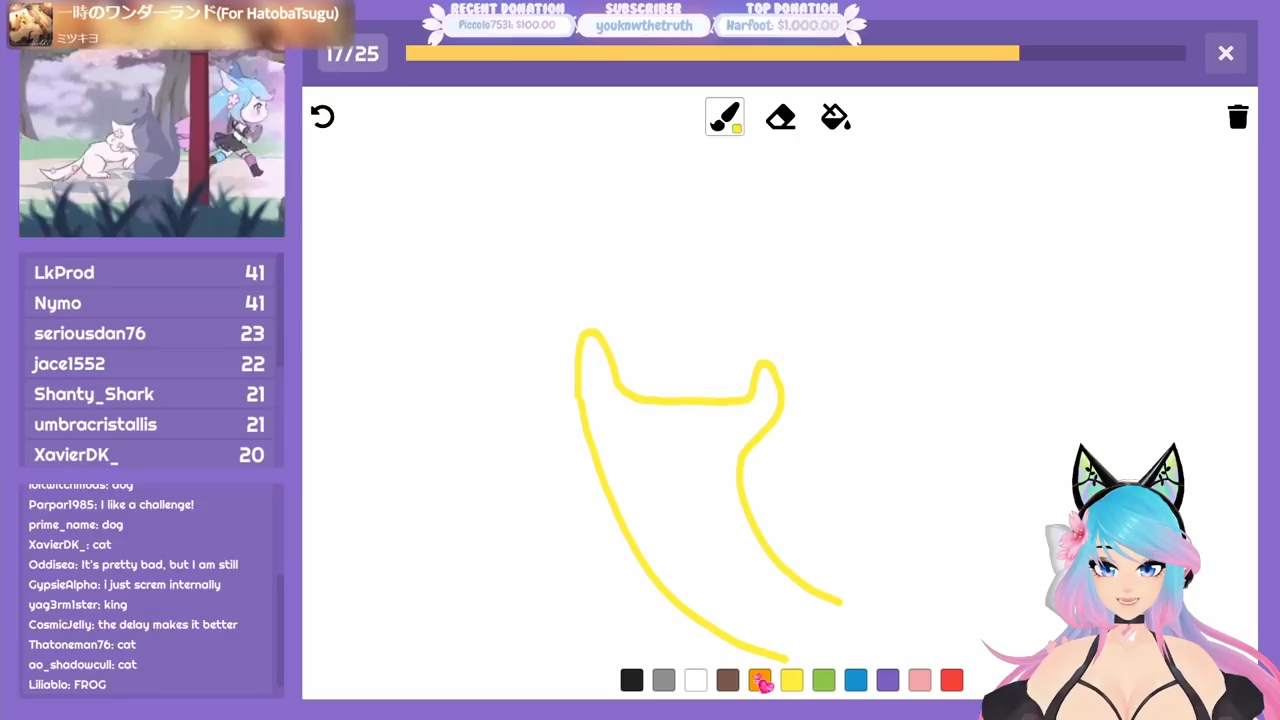 一時のワンダーランド(For HatobaTsugu)
ミツキヨ
RECENT DONATION
Piccolo7531: $100.00
SUBSCRIBER
youknwthetruth
TOP DONATION
Narfoot: $1,000.00
17/25
LkProd 41
Nymo 41
seriousdan76 23
jace1552 22
Shanty_Shark 21
umbracristallis 21
XavierDK_ 20
Parpar1985: I like a challenge!
prime_name: dog
XavierDK_: cat
Oddisea: It's pretty bad, but I am still
GypsieAlpha: i just screm internally
yag3rm1ster: king
CosmicJelly: the delay makes it better
Thatoneman76: cat
ao_shadowcull: cat
Liliablo: FROG